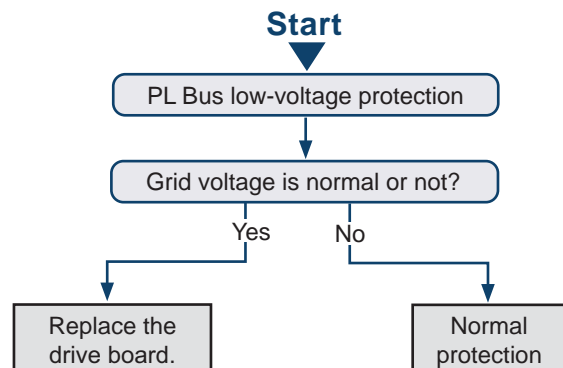 Start
PL Bus low-voltage protection
Grid voltage is normal or not?
Yes
No
Replace the
drive board.
Normal
protection